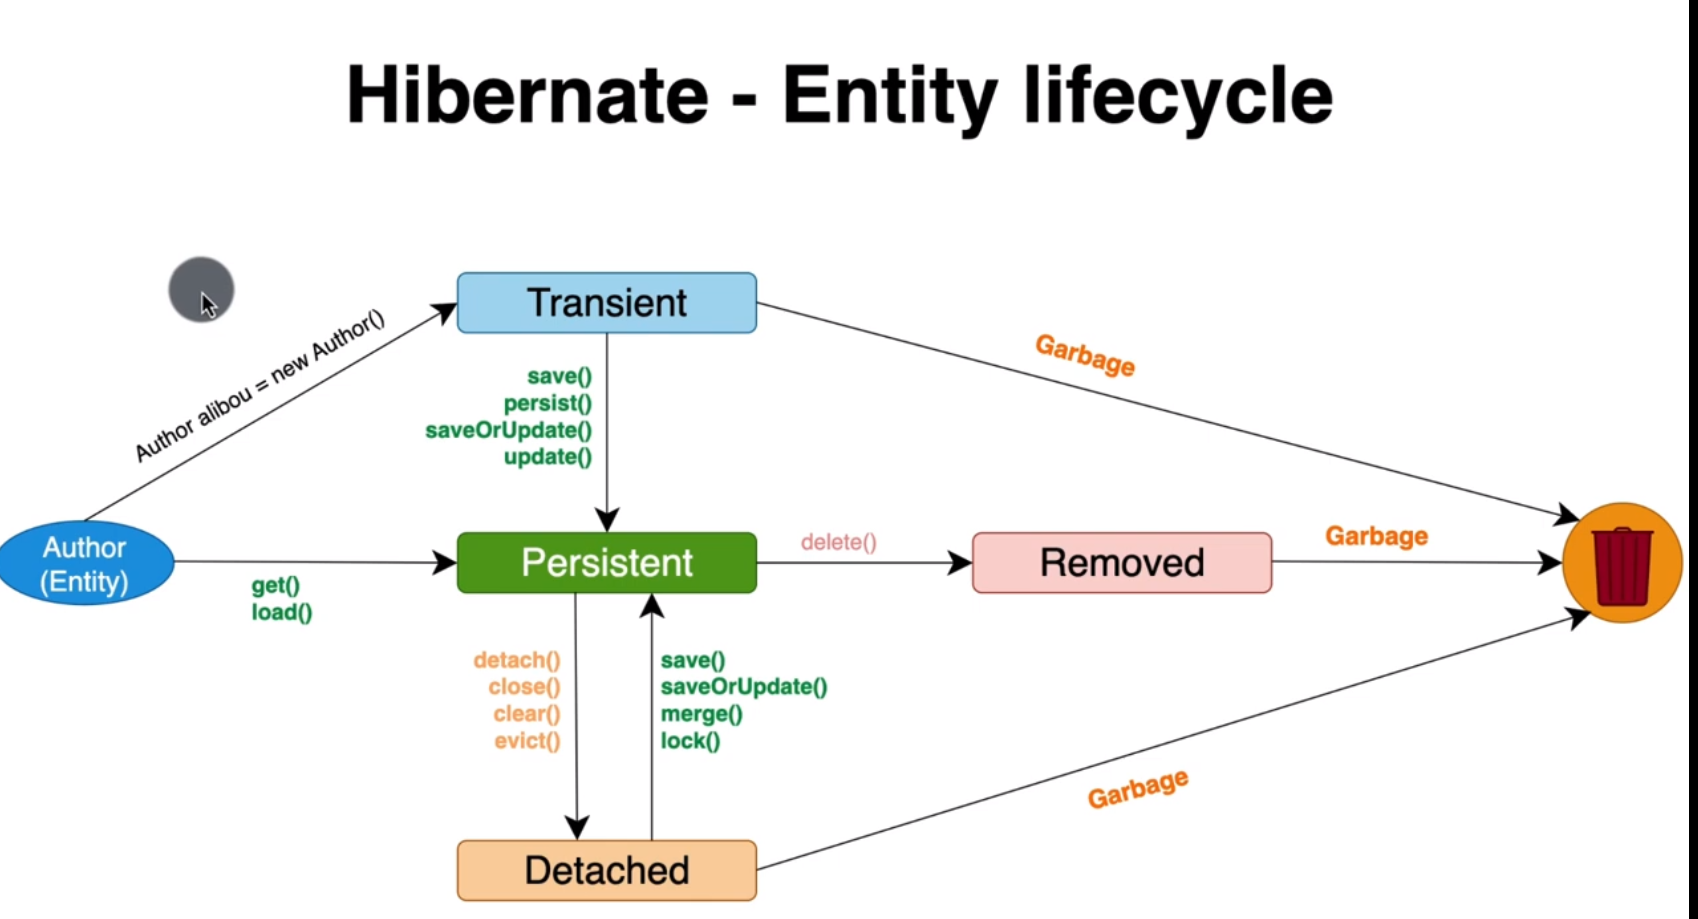 Hibernate - Entity lifecycle
Author alibou = new Author()
Transient
Garbage
save()
persist()
saveOrUpdate()
update()
Author
(Entity)
get()
load()
Persistent
delete()
Removed
Garbage
detach()
close()
clear()
evict()
save()
saveOrUpdate()
merge()
lock()
Garbage
Detached